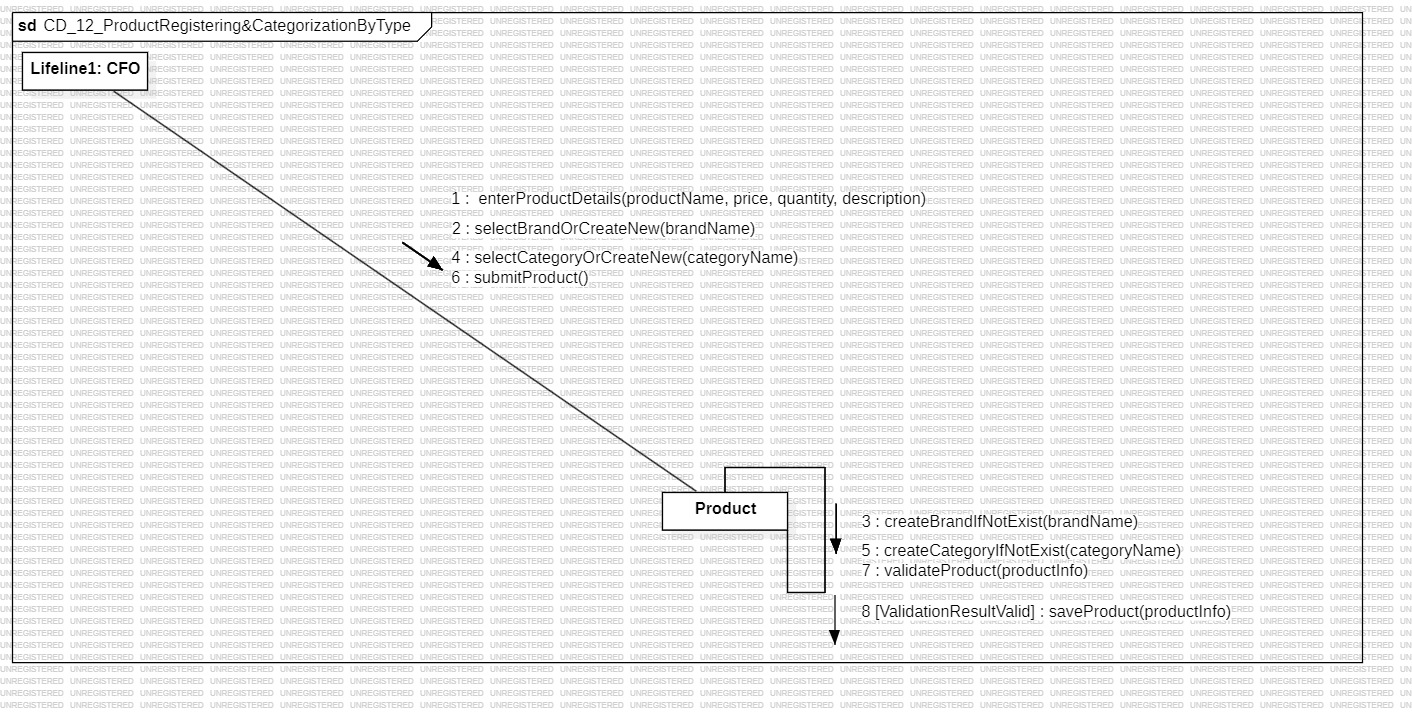 sd CD_12_ProductRegistering&CategorizationByType
Lifeline1: CFO
1 : enterProductDetails(productName, price, quantity, description)
2 : selectBrandOrCreateNew(brandName)
4 : selectCategoryOrCreateNew(categoryName)
6 : submitProduct()
Product
3 : createBrandIfNotExist(brandName)
5 : createCategoryIfNotExist(categoryName)
7 : validateProduct(productInfo)
8 [ValidationResultValid] : saveProduct(productInfo)
UNREGISTERED